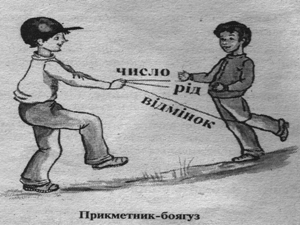 число
рід
відмінок
Прикметник-боягуз